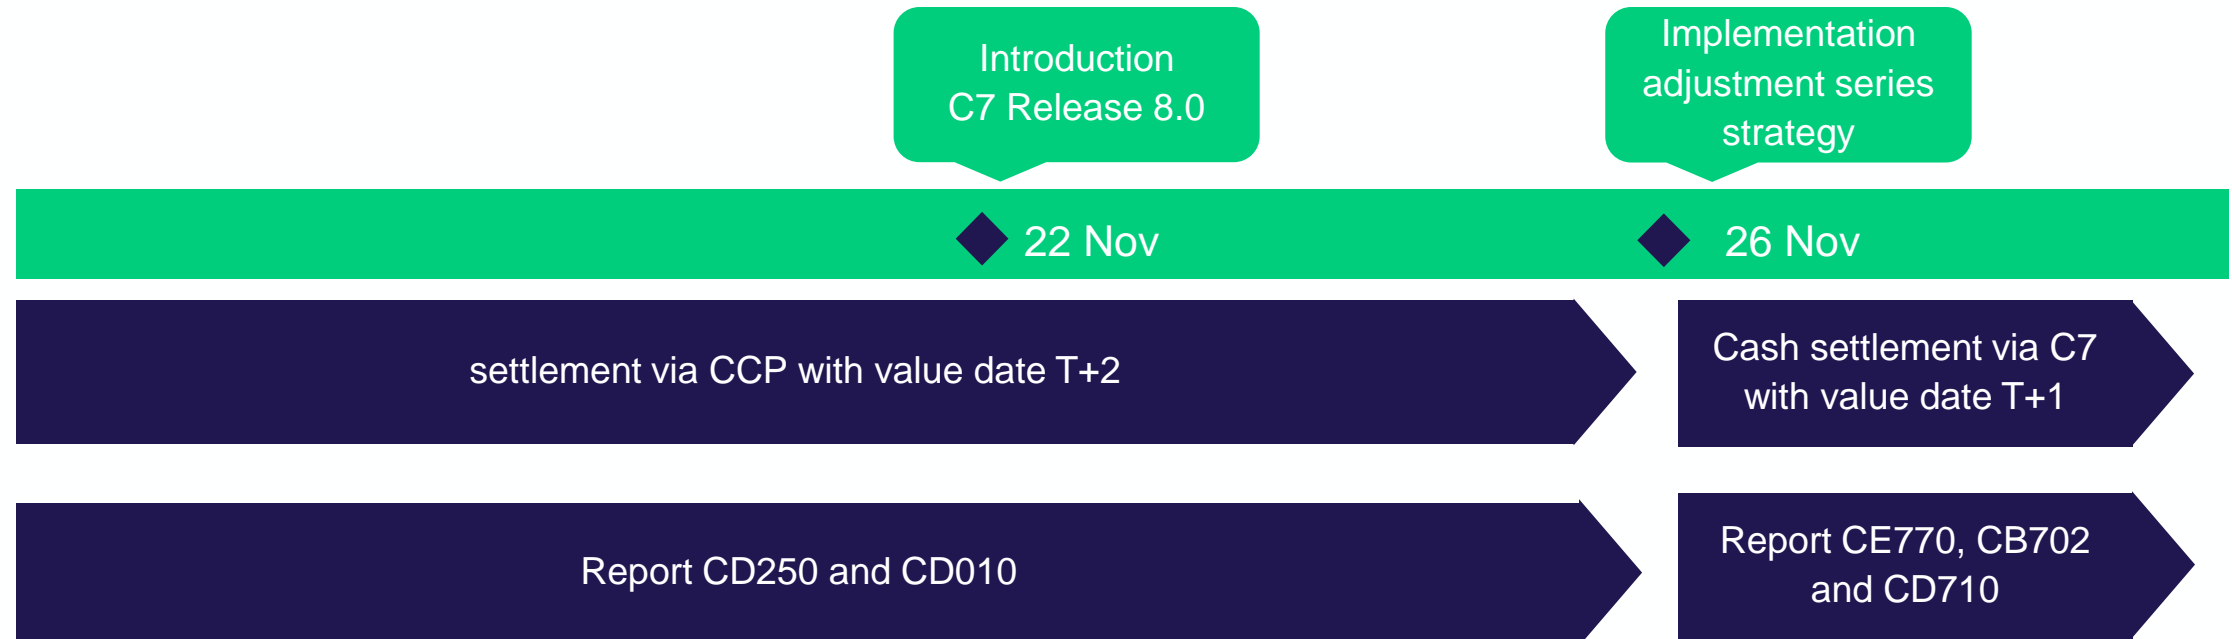 Introduction
C7 Release 8.0
Implementation
adjustment series
strategy
22 Nov
26 Nov
settlement via CCP with value date T+2
Cash settlement via C7
with value date T+1
Report CD250 and CD010
Report CE770, CB702
and CD710